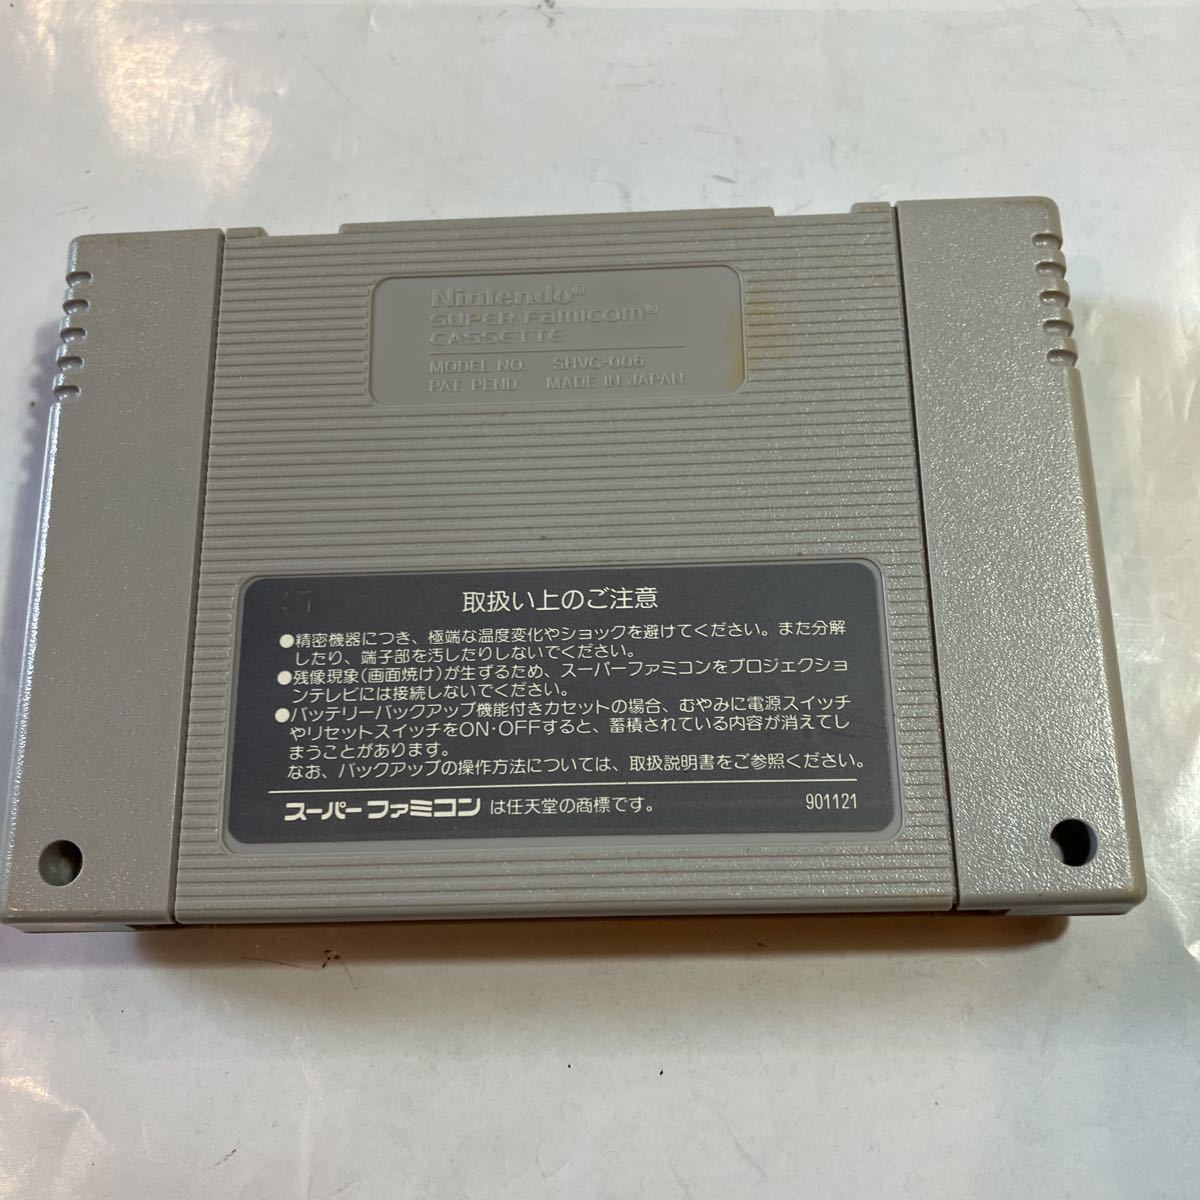 Nintendo®
SUPER Famicom®
CASSETTE
MODEL NO. SHVC-006
PAT. PEND. MADE IN JAPAN
取扱い上のご注意
●精密機器につき、極端な温度変化やショックを避けてください。また分解
したり、端子部を汚したりしないでください。
●残像現象(画面焼け)が生ずるため、スーパーファミコンをプロジェクショ
ンテレビには接続しないでください。
●バッテリーバックアップ機能付きカセットの場合、むやみに電源スイッチ
やリセットスイッチをON・OFFすると、蓄積されている内容が消えてし
まうことがあります。
なお、バックアップの操作方法については、取扱説明書をご参照ください。
スーパーファミコンは任天堂の商標です。 901121